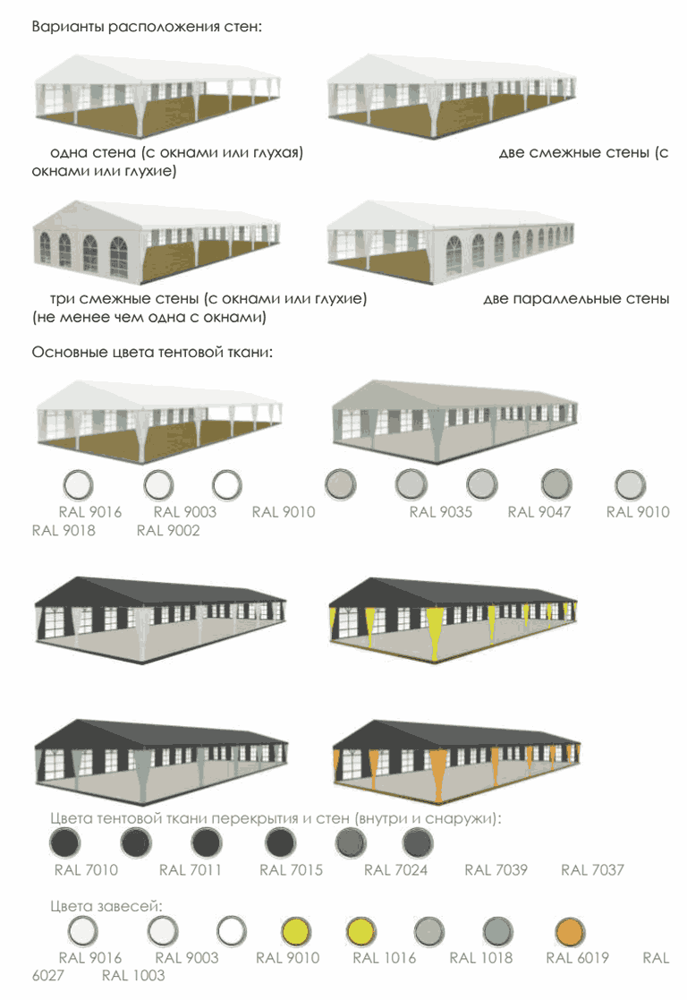 Варианты расположения стен:
одна стена (с окнами или глухая) две смежные стены (с
окнами или глухие)
три смежные стены (с окнами или глухие) две параллельные стены
(не менее чем одна с окнами)
Основные цвета тентовой ткани:
RAL 9016 RAL 9003 RAL 9010 RAL 9035 RAL 9047 RAL 9010
RAL 9018 RAL 9002
Цвета тентовой ткани перекрытия и стен (внутри и снаружи):
RAL 7010 RAL 7011 RAL 7015 RAL 7024 RAL 7039 RAL 7037
Цвета завесей:
RAL 9016 RAL 9003 RAL 9010 RAL 1016 RAL 1018 RAL 6019 RAL
6027 RAL 1003